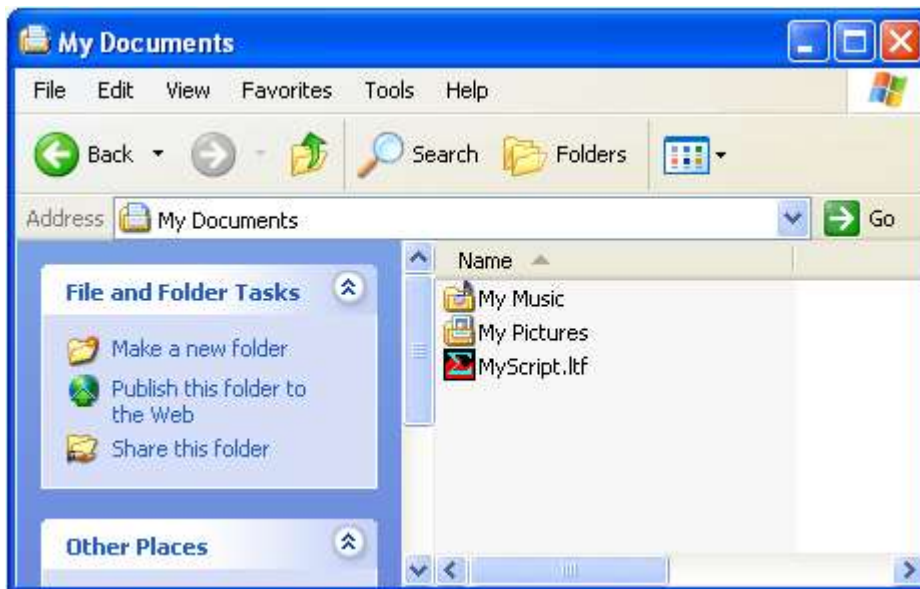 My Documents
File Edit View Favorites Tools Help
Back Search Folders
Address My Documents Go
File and Folder Tasks
Make a new folder
Publish this folder to
the Web
Share this folder
Other Places
Name
My Music
My Pictures
MyScript.ltf